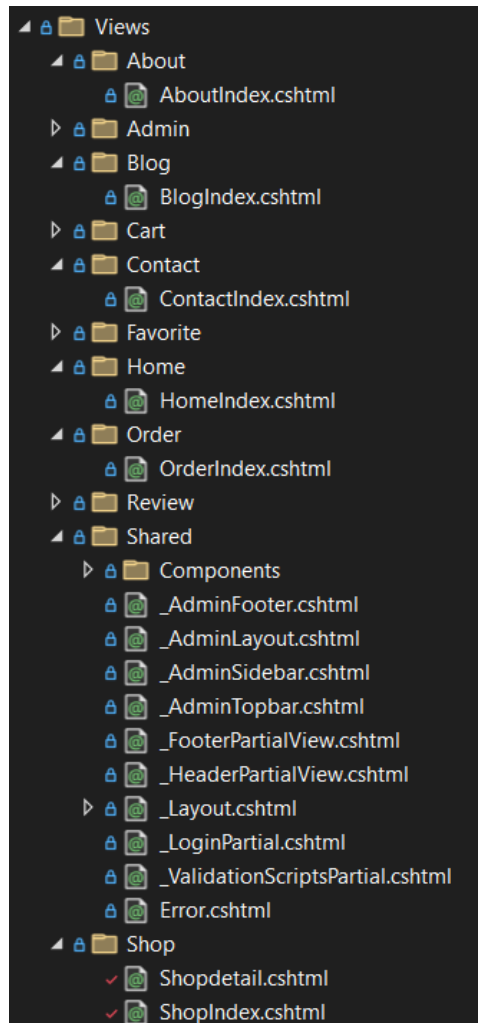 Views
About
AboutIndex.cshtml
Admin
Blog
BlogIndex.cshtml
Cart
Contact
ContactIndex.cshtml
Favorite
Home
HomeIndex.cshtml
Order
OrderIndex.cshtml
Review
Shared
Components
_AdminFooter.cshtml
_AdminLayout.cshtml
_AdminSidebar.cshtml
_AdminTopbar.cshtml
_FooterPartialView.cshtml
_HeaderPartialView.cshtml
_Layout.cshtml
_LoginPartial.cshtml
_ValidationScriptsPartial.cshtml
Error.cshtml
Shop
Shopdetail.cshtml
ShopIndex.cshtml